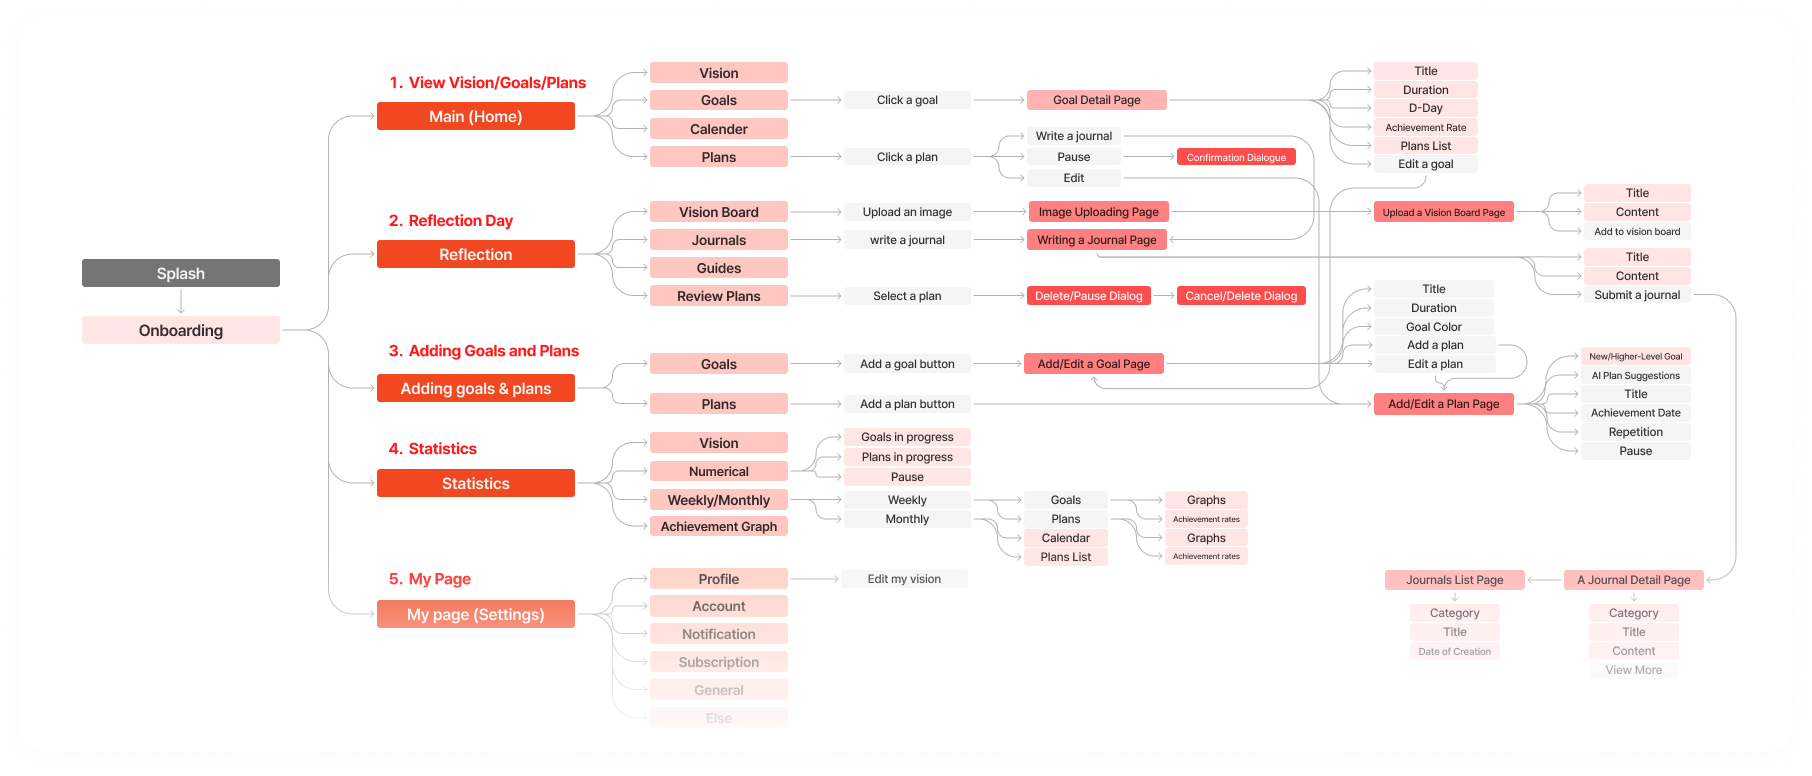 Splash
Onboarding
1. View Vision/Goals/Plans
Main (Home)
Vision
Goals
Calender
Plans
Click a goal
Goal Detail Page
Title
Duration
D-Day
Achievement Rate
Plans List
Edit a goal
Click a plan
Write a journal
Pause
Edit
Confirmation Dialogue
2. Reflection Day
Reflection
Vision Board
Journals
Guides
Review Plans
Upload an image
Image Uploading Page
Upload a Vision Board Page
Title
Content
Add to vision board
write a journal
Writing a Journal Page
Title
Content
Submit a journal
Select a plan
Delete/Pause Dialog
Cancel/Delete Dialog
3. Adding Goals and Plans
Adding goals & plans
Goals
Plans
Add a goal button
Add/Edit a Goal Page
Title
Duration
Goal Color
Add a plan
Edit a plan
Add a plan button
Add/Edit a Plan Page
New/Higher-Level Goal
AI Plan Suggestions
Title
Achievement Date
Repetition
Pause
4. Statistics
Statistics
Vision
Numerical
Weekly/Monthly
Achievement Graph
Goals in progress
Plans in progress
Pause
Weekly
Monthly
Goals
Plans
Calendar
Plans List
Graphs
Achievement rates
Graphs
Achievement rates
5. My Page
My page (Settings)
Profile
Account
Notification
Subscription
General
Else
Edit my vision
Journals List Page
Category
Title
Date of Creation
A Journal Detail Page
Category
Title
Content
View More